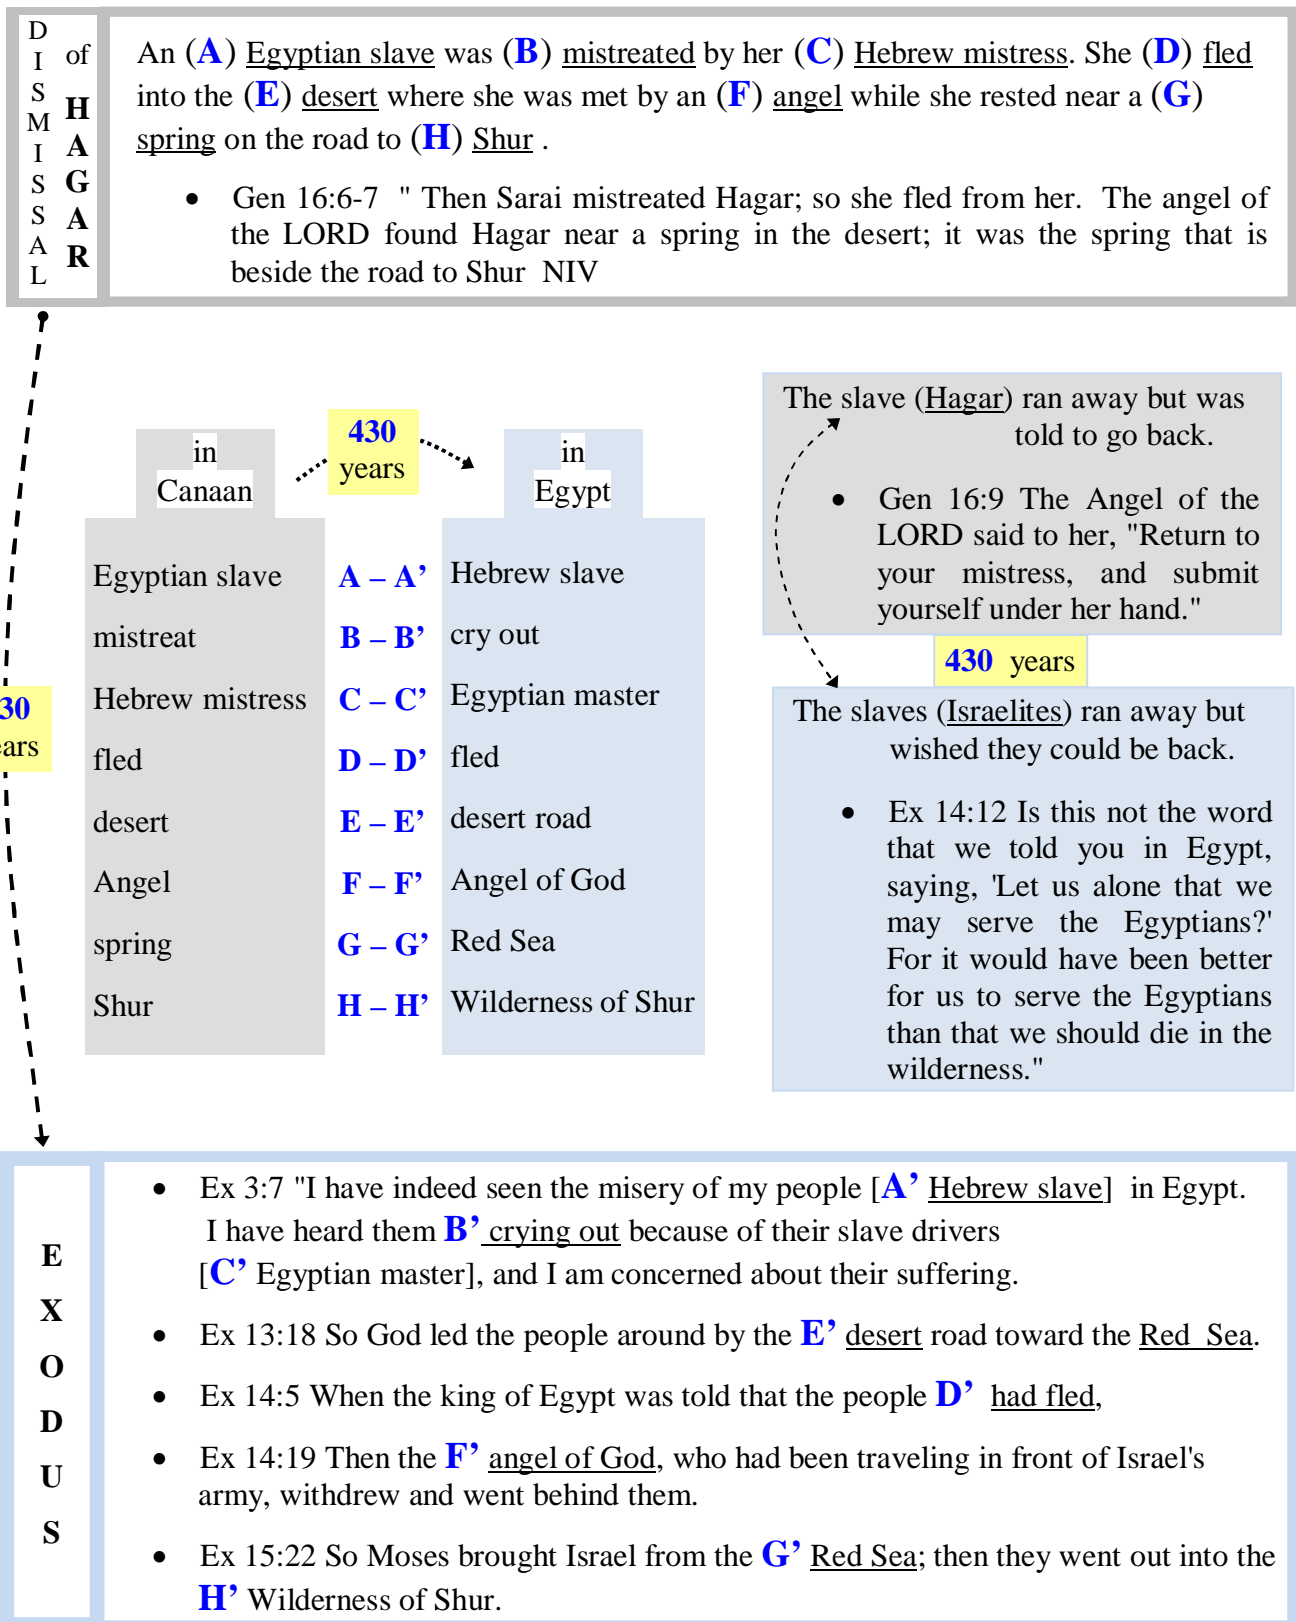 DISMISSAL
of
HAGAR
An (A) Egyptian slave was (B) mistreated by her (C) Hebrew mistress. She (D) fled
into the (E) desert where she was met by an (F) angel while she rested near a (G)
spring on the road to (H) Shur .
• Gen 16:6-7 " Then Sarai mistreated Hagar; so she fled from her. The angel of
the LORD found Hagar near a spring in the desert; it was the spring that is
beside the road to Shur NIV
in
Canaan
430
years
in
Egypt
Egyptian slave A – A’ Hebrew slave
mistreat B – B’ cry out
Hebrew mistress C – C’ Egyptian master
fled D – D’ fled
desert E – E’ desert road
Angel F – F’ Angel of God
spring G – G’ Red Sea
Shur H – H’ Wilderness of Shur
30
ears
The slave (Hagar) ran away but was
told to go back.
• Gen 16:9 The Angel of the
LORD said to her, "Return to
your mistress, and submit
yourself under her hand."
430 years
The slaves (Israelites) ran away but
wished they could be back.
• Ex 14:12 Is this not the word
that we told you in Egypt,
saying, 'Let us alone that we
may serve the Egyptians?'
For it would have been better
for us to serve the Egyptians
than that we should die in the
wilderness."
EXODUS
• Ex 3:7 "I have indeed seen the misery of my people [A’ Hebrew slave] in Egypt.
I have heard them B’ crying out because of their slave drivers
[C’ Egyptian master], and I am concerned about their suffering.
• Ex 13:18 So God led the people around by the E’ desert road toward the Red Sea.
• Ex 14:5 When the king of Egypt was told that the people D’ had fled,
• Ex 14:19 Then the F’ angel of God, who had been traveling in front of Israel's
army, withdrew and went behind them.
• Ex 15:22 So Moses brought Israel from the G’ Red Sea; then they went out into the
H’ Wilderness of Shur.